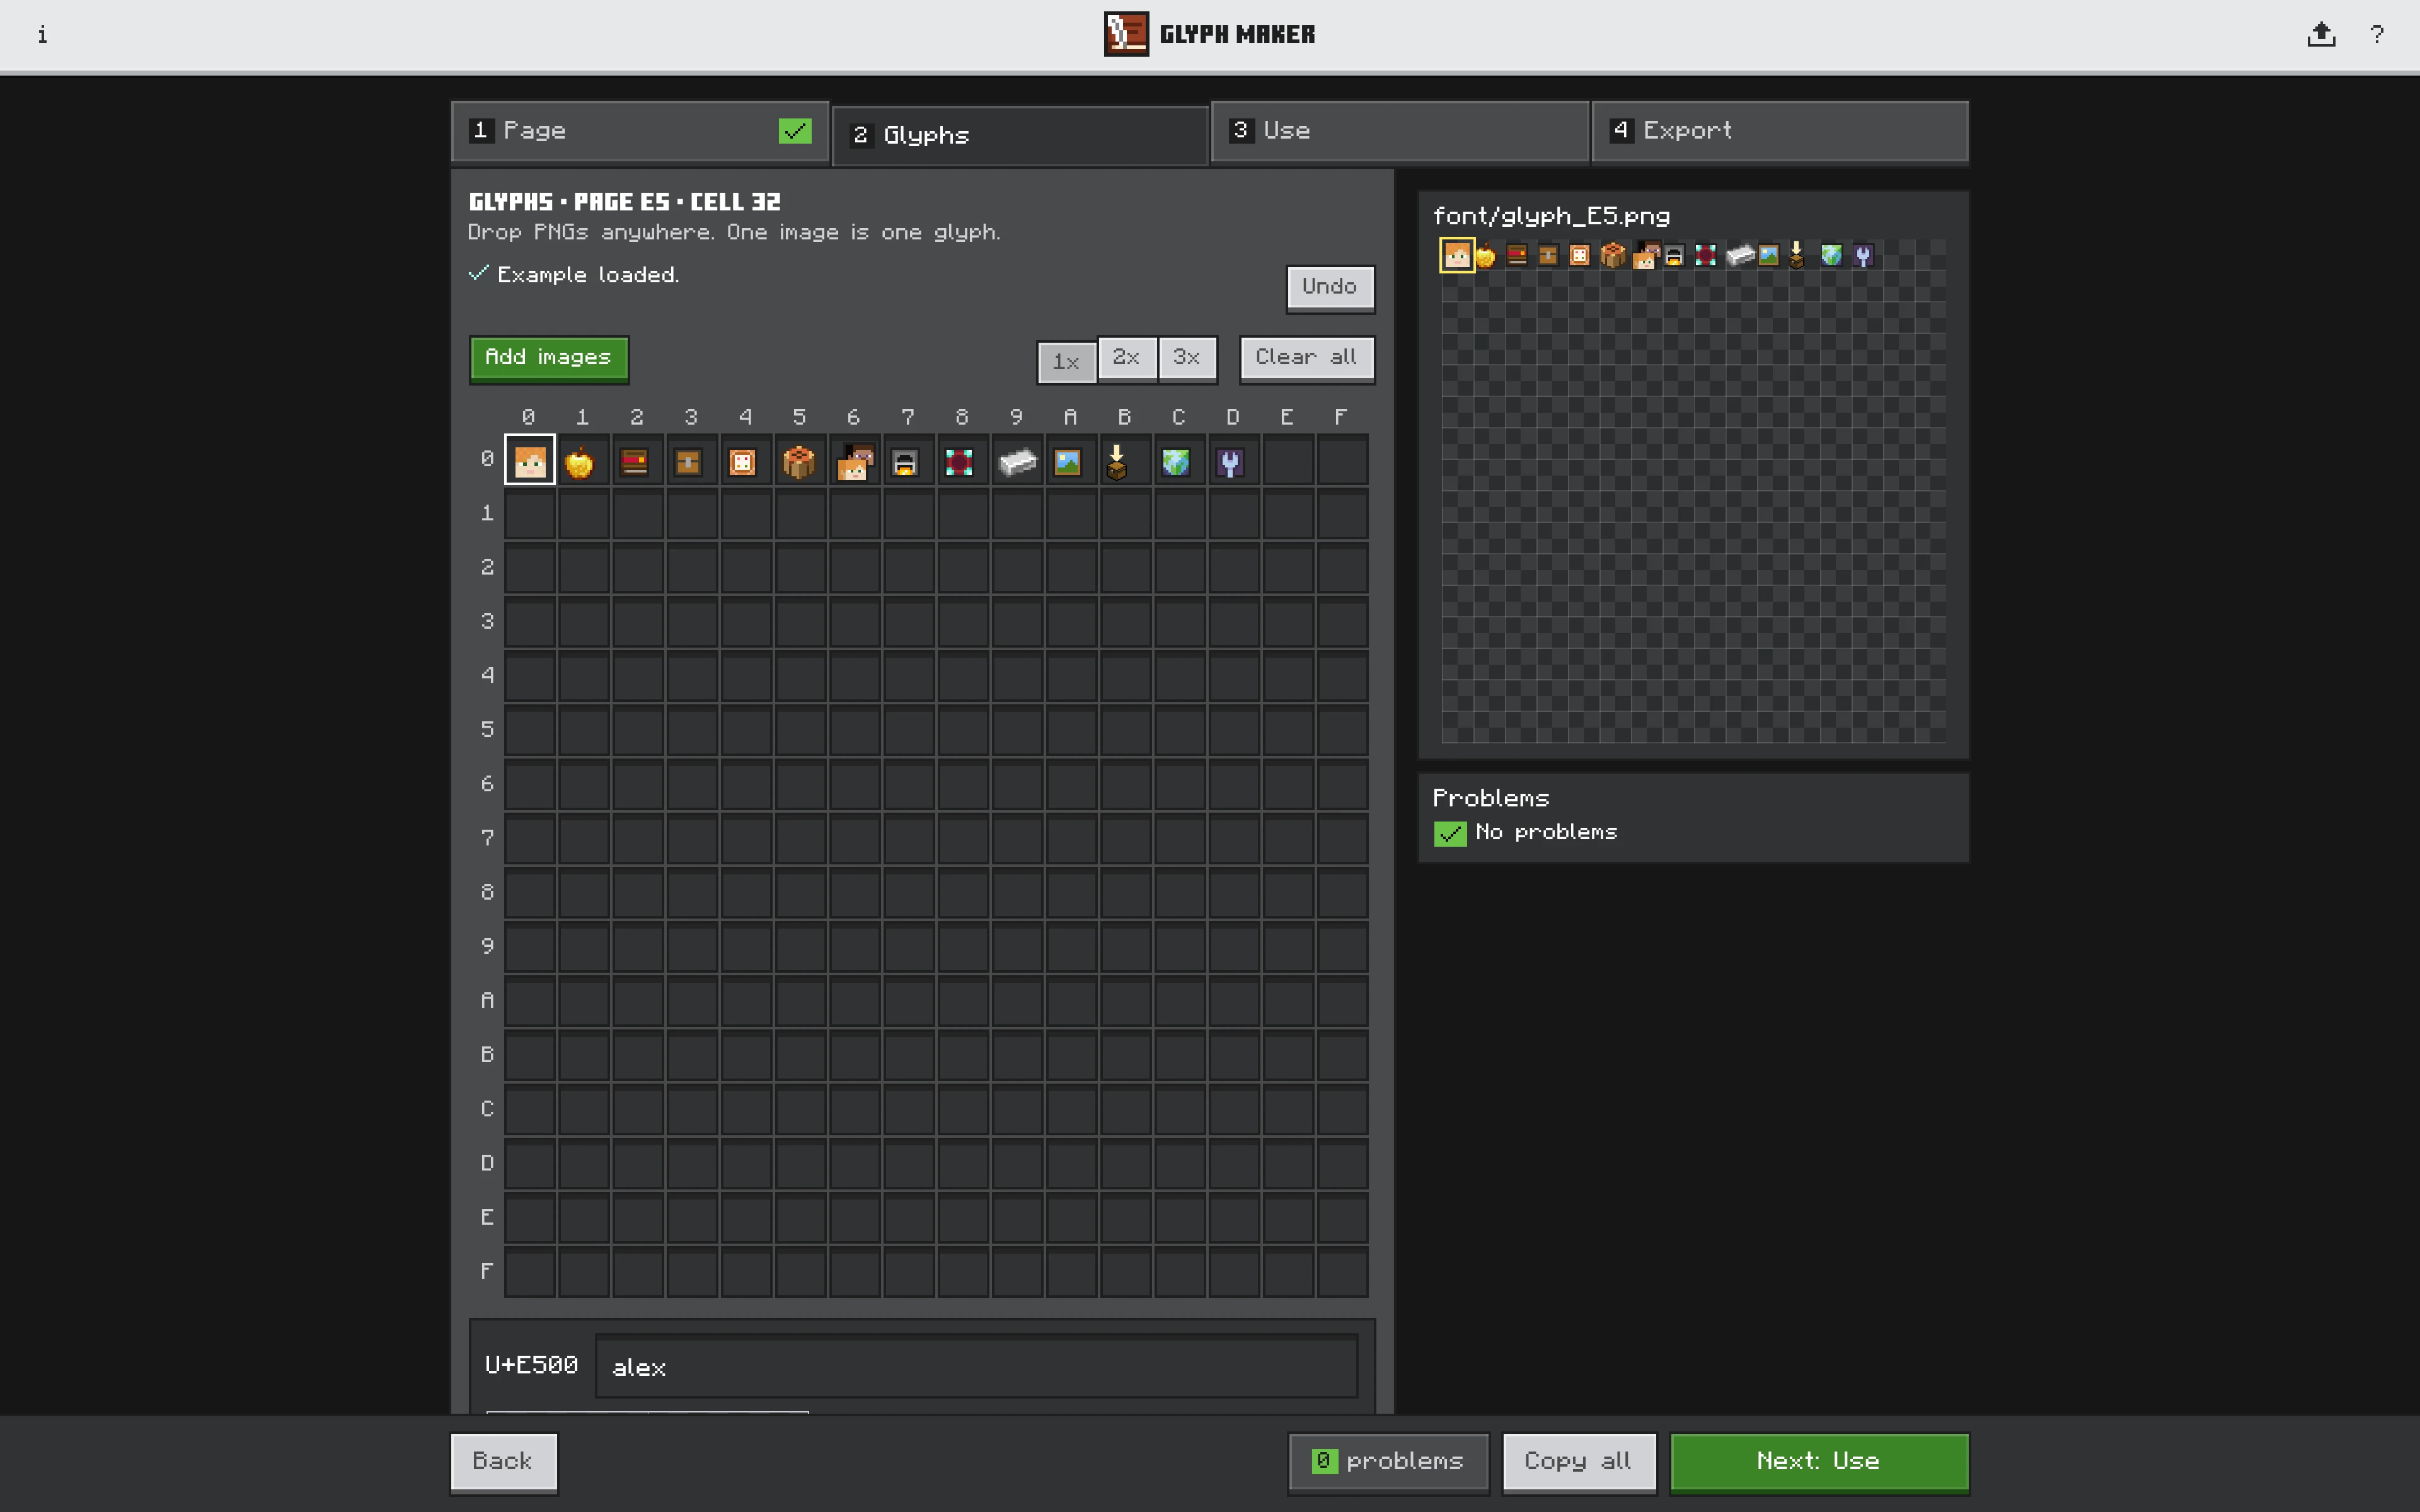 i
GLYPH MAKER
?
1 Page
2 Glyphs
3 Use
4 Export
GLYPHS · PAGE E5 · CELL 32
Drop PNGs anywhere. One image is one glyph.
Example loaded.
Undo
Add images
1x 2x 3x
Clear all
0 1 2 3 4 5 6 7 8 9 A B C D E F
0
1
2
3
4
5
6
7
8
9
A
B
C
D
E
F
U+E500
alex
font/glyph_E5.png
Problems
No problems
Back
0 problems
Copy all
Next: Use